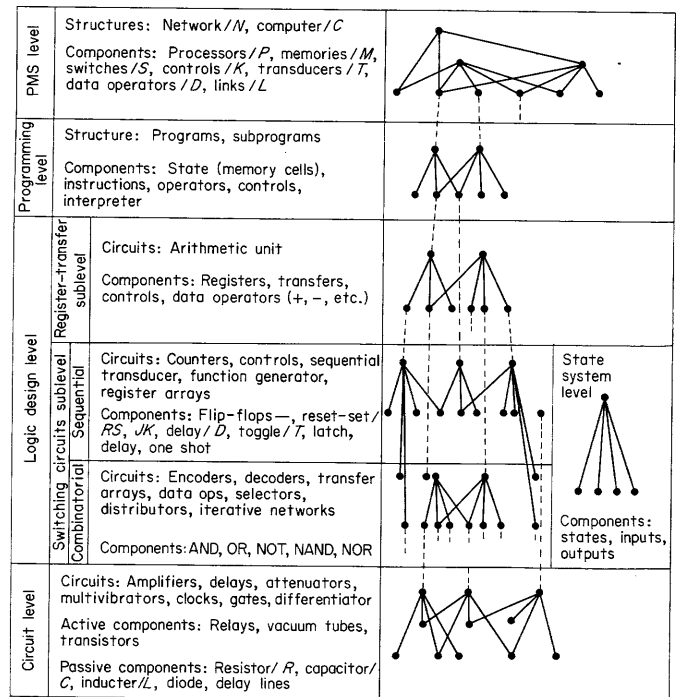 PMS level
Structures: Network/N, computer/C
Components: Processors/P, memories/M,
switches/S, controls/K, transducers/T,
data operators/D, links/L
Programming
level
Structure: Programs, subprograms
Components: State (memory cells),
instructions, operators, controls,
interpreter
Logic design level
Register-transfer
sublevel
Circuits: Arithmetic unit
Components: Registers, transfers,
controls, data operators (+, -, etc.)
Switching circuits sublevel
Sequential
Circuits: Counters, controls, sequential
transducer, function generator,
register arrays
Components: Flip-flops—, reset-set/
RS, JK, delay/D, toggle/T, latch,
delay, one shot
Combinatorial
Circuits: Encoders, decoders, transfer
arrays, data ops, selectors,
distributors, iterative networks
Components: AND, OR, NOT, NAND, NOR
State
system
level
Components:
states, inputs,
outputs
Circuit level
Circuits: Amplifiers, delays, attenuators,
multivibrators, clocks, gates, differentiator
Active components: Relays, vacuum tubes,
transistors
Passive components: Resistor/R, capacitor/
C, inducter/L, diode, delay lines